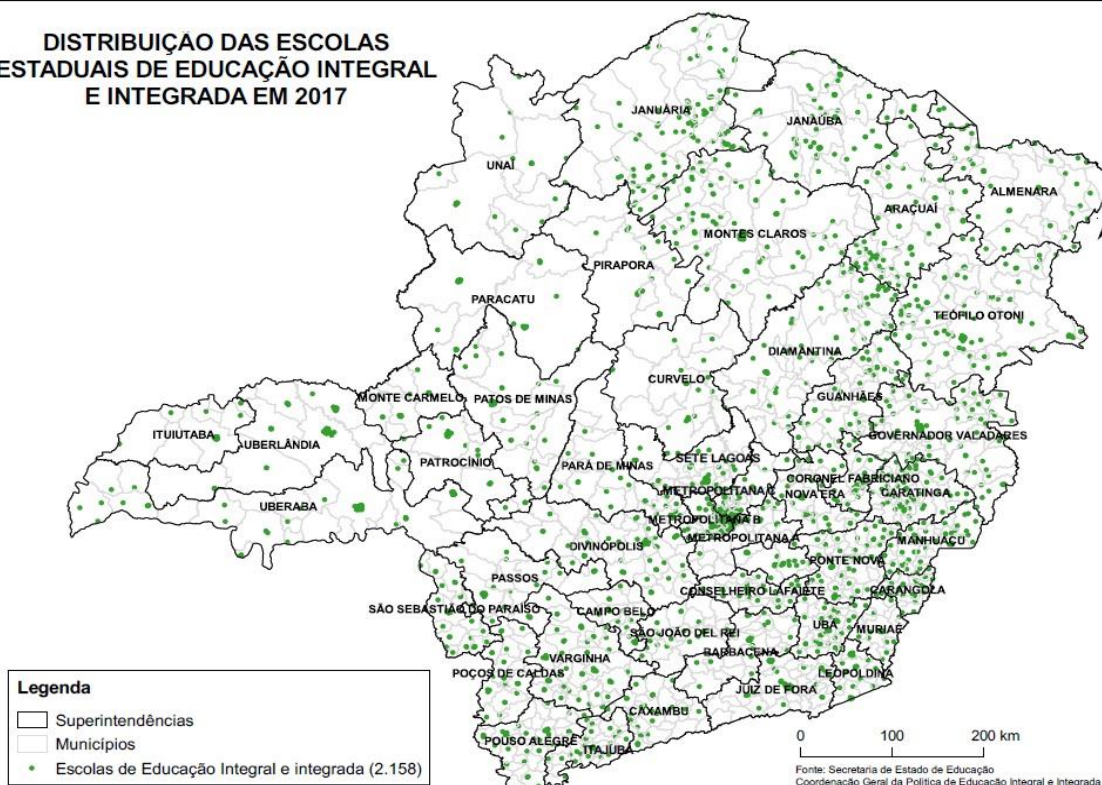 DISTRIBUIÇÃO DAS ESCOLAS
ESTADUAIS DE EDUCAÇÃO INTEGRAL
E INTEGRADA EM 2017
JANUÁRIA
JANAÚBA
UNAÍ
ALMENARA
ARAÇUAÍ
MONTES CLAROS
PIRAPORA
PARACATU
TEÓFILO OTONI
DIAMANTINA
CURVELO
GUANHÃES
MONTE CARMELO
PATOS DE MINAS
ITUIUTABA
UBERLÂNDIA
GOVERNADOR VALADARES
SETE LAGOAS
PATROCÍNIO
PARÁ DE MINAS
CORONEL FABRICIANO
METROPOLITANA C
NOVA ERA
CARATINGA
UBERABA
METROPOLITANA B
METROPOLITANA A
MANHUAÇU
DIVINÓPOLIS
PONTE NOVA
PASSOS
CONSELHEIRO LAFAIETE
CARANGOLA
SÃO SEBASTIÃO DO PARAÍSO
CAMPO BELO
UBÁ
MURIAÉ
SÃO JOÃO DEL REI
BARBACENA
VARGINHA
POÇOS DE CALDAS
LEOPOLDINA
JUIZ DE FORA
CAXAMBU
POUSO ALEGRE
ITAJUBÁ
Legenda
Superintendências
Municípios
Escolas de Educação Integral e integrada (2.158)
0 100 200 km
Fonte: Secretaria de Estado de Educação
Coordenação Geral da Política de Educação Integral e Integrada